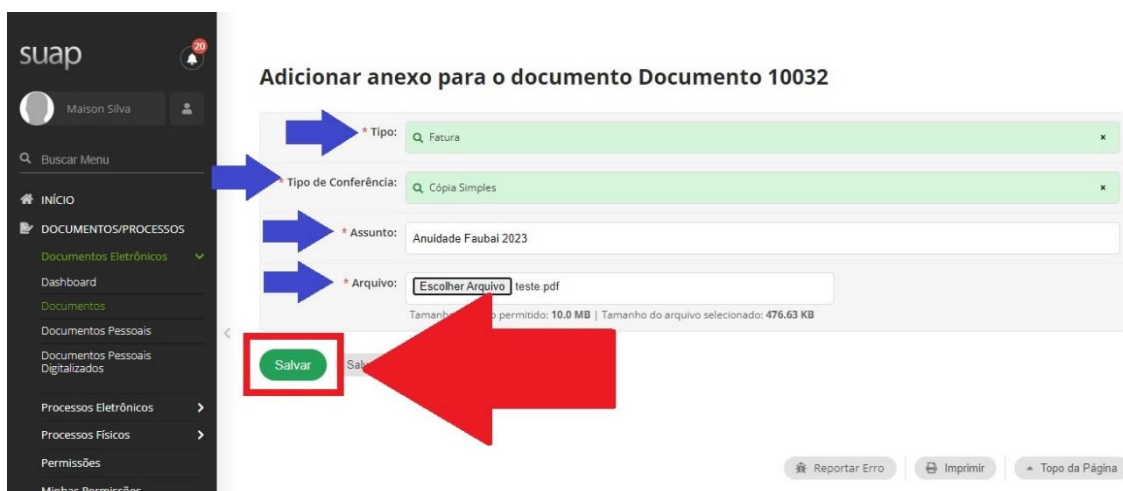 suap
20
Maison Silva
Buscar Menu
INÍCIO
DOCUMENTOS/PROCESSOS
Documentos Eletrônicos
Dashboard
Documentos
Documentos Pessoais
Documentos Pessoais
Digitalizados
Processos Eletrônicos
Processos Físicos
Permissões
Minhas Permissões
Adicionar anexo para o documento Documento 10032
* Tipo: Fatura ×
* Tipo de Conferência: Cópia Simples ×
* Assunto: Anuidade Faubai 2023
* Arquivo: Escolher Arquivo teste.pdf
permitido: 10.0 MB | Tamanho do arquivo selecionado: 476.63 KB
Salvar
Reportar Erro Imprimir Topo da Página